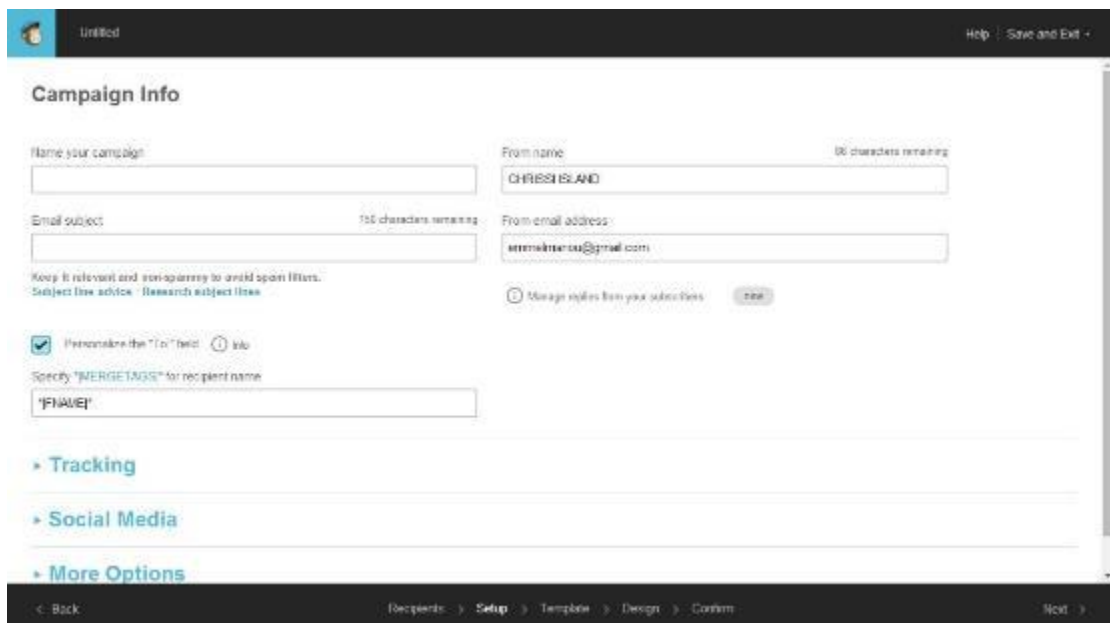 Untitled
Help
Save and Exit
Campaign Info
Name your campaign
From name
characters remaining
CHRISSI ISLAND
Email subject
150 characters remaining
From email address
emmelmanou@gmail.com
Keep it relevant and non-spammy to avoid spam filters.
Subject line advice · Research subject lines
Manage replies from your subscribers
new
Personalize the "To" field
Info
Specify *|MERGETAGS|* for recipient name
*|FNAME|*
Tracking
Social Media
More Options
< Back
Recipients > Setup > Template > Design > Confirm
Next >